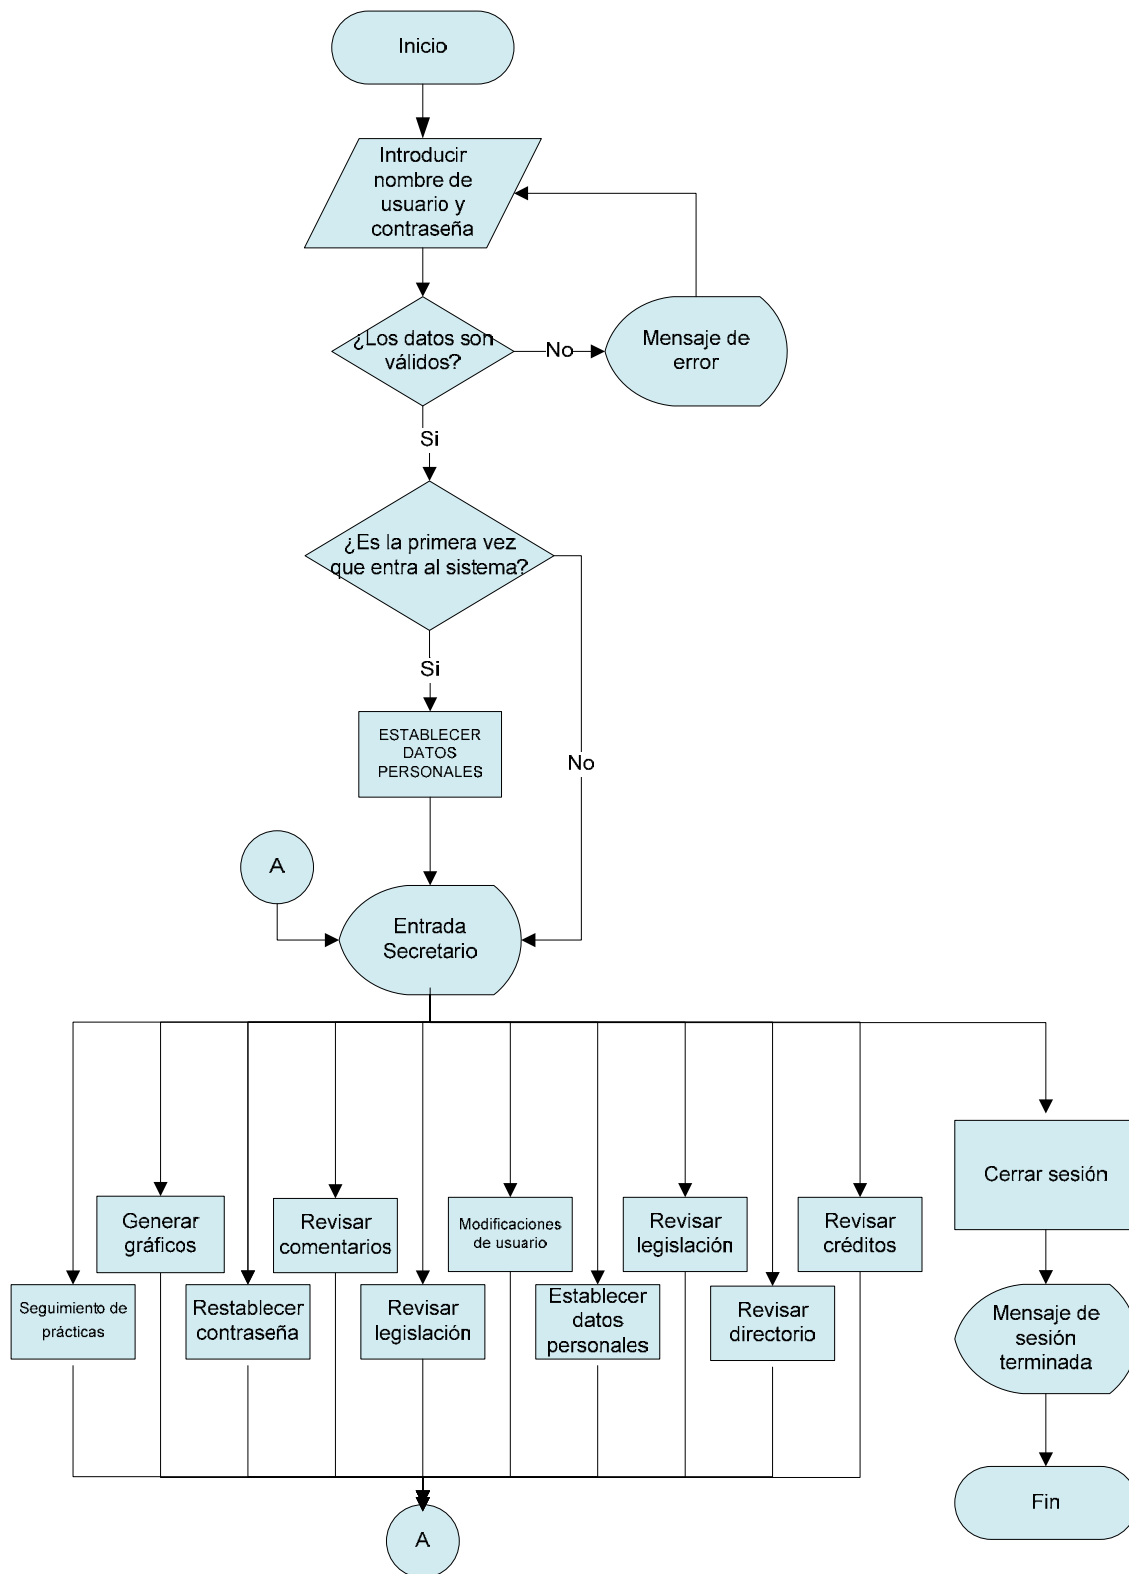 Inicio
Introducir
nombre de
usuario y
contraseña
¿Los datos son
válidos?
No
Mensaje de
error
Si
¿Es la primera vez
que entra al sistema?
Si
ESTABLECER
DATOS
PERSONALES
No
A
Entrada
Secretario
Cerrar sesión
Generar
gráficos
Revisar
comentarios
Modificaciones
de usuario
Revisar
legislación
Revisar
créditos
Seguimiento de
prácticas
Restablecer
contraseña
Revisar
legislación
Establecer
datos
personales
Revisar
directorio
Mensaje de
sesión
terminada
Fin
A